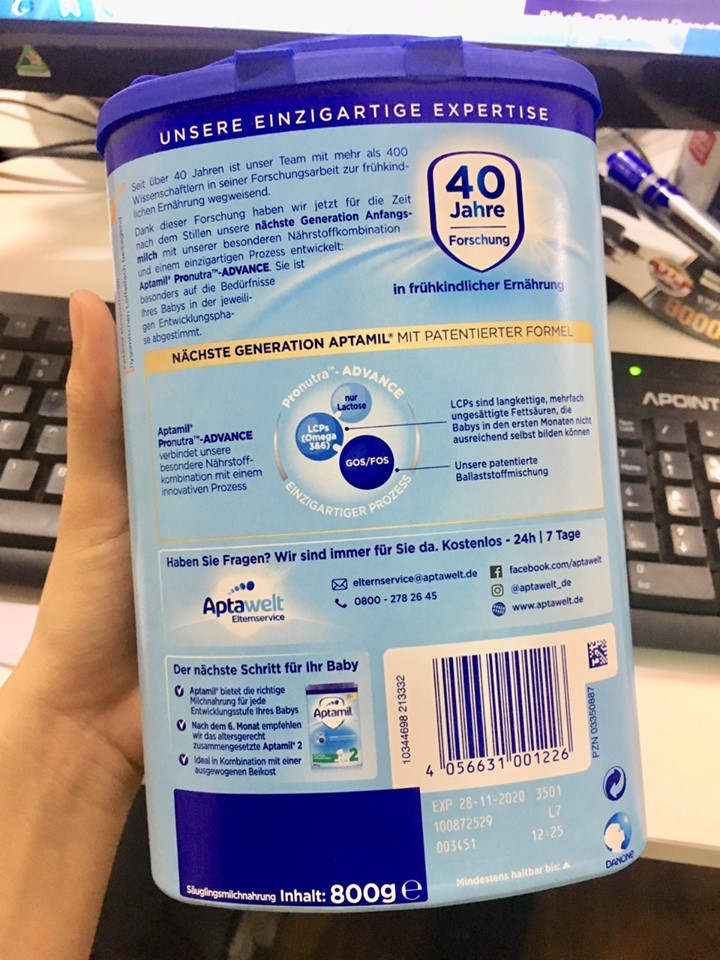 UNSERE EINZIGARTIGE EXPERTISE
Seit über 40 Jahren ist unser Team mit mehr als 400
Wissenschaftlern in seiner Forschungsarbeit zur frühkind-
lichen Ernährung wegweisend.
Dank dieser Forschung haben wir jetzt für die Zeit
nach dem Stillen unsere nächste Generation Anfangs-
milch mit unserer besonderen Nährstoffkombination
und einem einzigartigen Prozess entwickelt:
Aptamil® Pronutra™-ADVANCE. Sie ist
besonders auf die Bedürfnisse
Ihres Babys in der jeweili-
gen Entwicklungspha-
se abgestimmt.
40
Jahre
Forschung
in frühkindlicher Ernährung
NÄCHSTE GENERATION APTAMIL® MIT PATENTIERTER FORMEL
Aptamil®
Pronutra™-ADVANCE
verbindet unsere
besondere Nährstoff-
kombination mit einem
innovativen Prozess
Pronutra™- ADVANCE
nur
Lactose
LCPs
(Omega
3&6)
GOS/FOS
EINZIGARTIGER PROZESS
LCPs sind langkettige, mehrfach
ungesättigte Fettsäuren, die
Babys in den ersten Monaten nicht
ausreichend selbst bilden können
Unsere patentierte
Ballaststoffmischung
Haben Sie Fragen? Wir sind immer für Sie da. Kostenlos - 24h | 7 Tage
Aptawelt
Elternservice
elternservice@aptawelt.de
0800 - 278 26 45
facebook.com/aptawelt
@aptawelt_de
www.aptawelt.de
Der nächste Schritt für Ihr Baby
Aptamil® bietet die richtige
Milchnahrung für jede
Entwicklungsstufe Ihres Babys
Nach dem 6. Monat empfehlen
wir das altersgerecht
zusammengesetzte Aptamil® 2
Ideal in Kombination mit einer
ausgewogenen Beikost
Aptamil
2
10344698 213332
4 056631 001226
PZN 03350887
EXP 28-11-2020 3501
100872529 L7
003451 12:25
Mindestens haltbar bis:
DANONE
Säuglingsmilchnahrung Inhalt: 800g e
APOINT